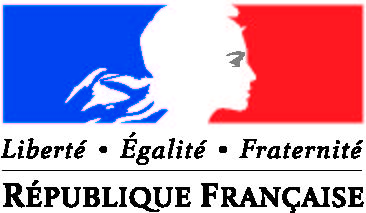 Liberté • Égalité • Fraternité
RÉPUBLIQUE FRANÇAISE